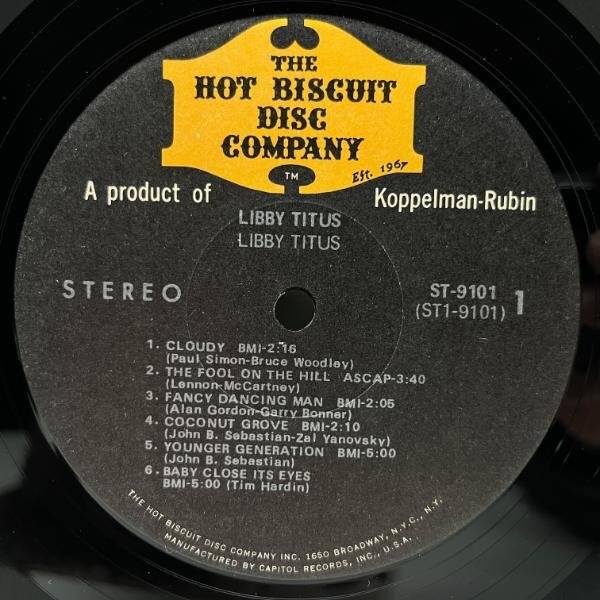 THE
HOT BISCUIT
DISC
COMPANY
Est. 1967
TM
A product of
Koppelman-Rubin
LIBBY TITUS
LIBBY TITUS
STEREO
ST-9101
(ST1-9101)
1
1. CLOUDY BMI-2:16
(Paul Simon-Bruce Woodley)
2. THE FOOL ON THE HILL ASCAP-3:40
(Lennon-McCartney)
3. FANCY DANCING MAN BMI-2:05
(Alan Gordon-Garry Bonner)
4. COCONUT GROVE BMI-2:10
(John B. Sebastian-Zal Yanovsky)
5. YOUNGER GENERATION BMI-5:00
(John B. Sebastian)
6. BABY CLOSE ITS EYES
BMI-5:00 (Tim Hardin)
THE HOT BISCUIT DISC COMPANY INC. 1650 BROADWAY, N.Y.C., N.Y.
MANUFACTURED BY CAPITOL RECORDS, INC., U.S.A.